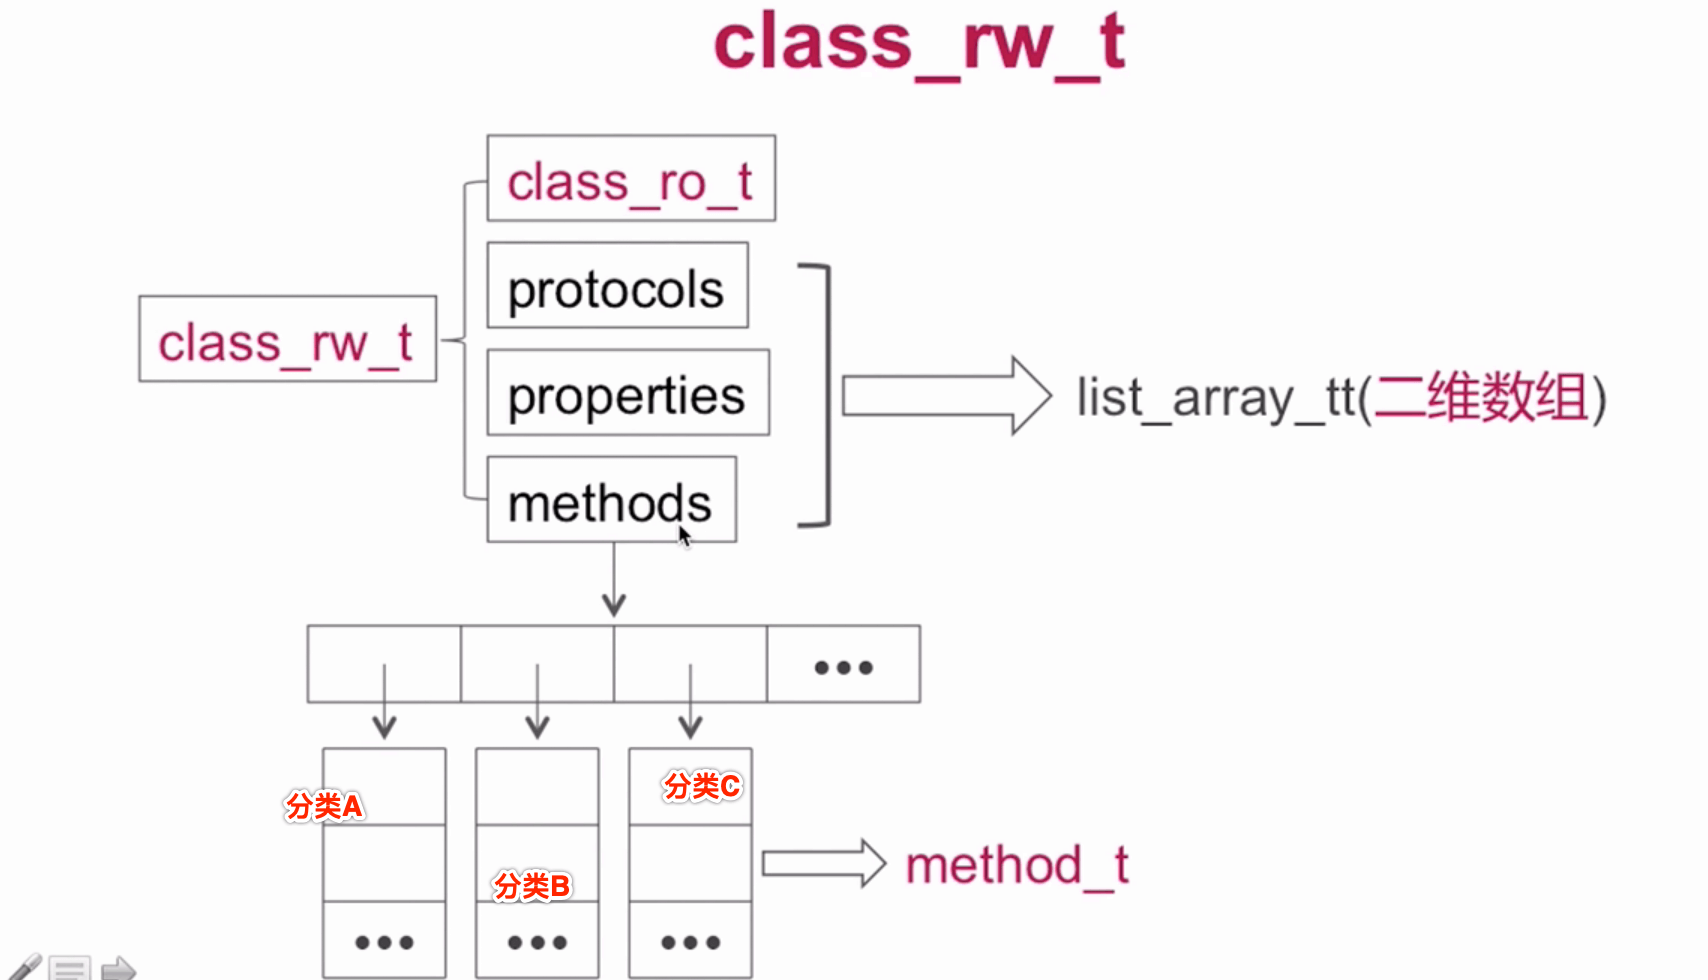 class_rw_t
class_ro_t
protocols
class_rw_t
properties
list_array_tt(二维数组)
methods
•••
分类A
分类B
分类C
method_t
•••
•••
•••